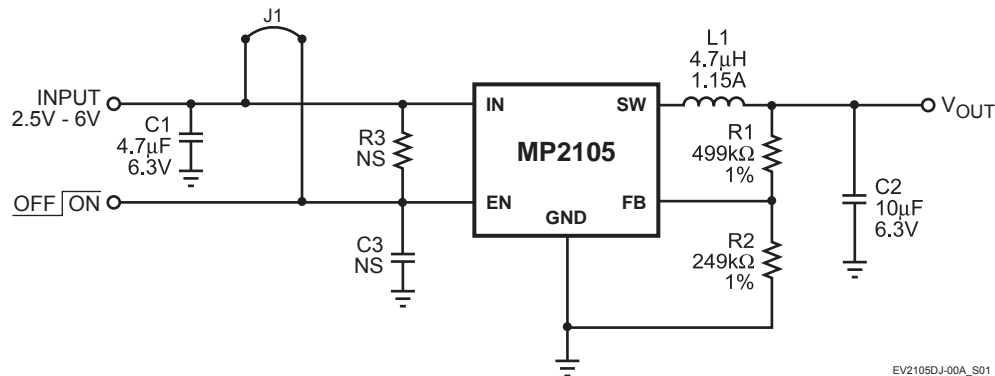 J1
INPUT
2.5V - 6V
C1
4.7µF
6.3V
OFF ON
R3
NS
C3
NS
IN
SW
MP2105
EN
FB
GND
L1
4.7µH
1.15A
R1
499kΩ
1%
R2
249kΩ
1%
VOUT
C2
10µF
6.3V
EV2105DJ-00A_S01